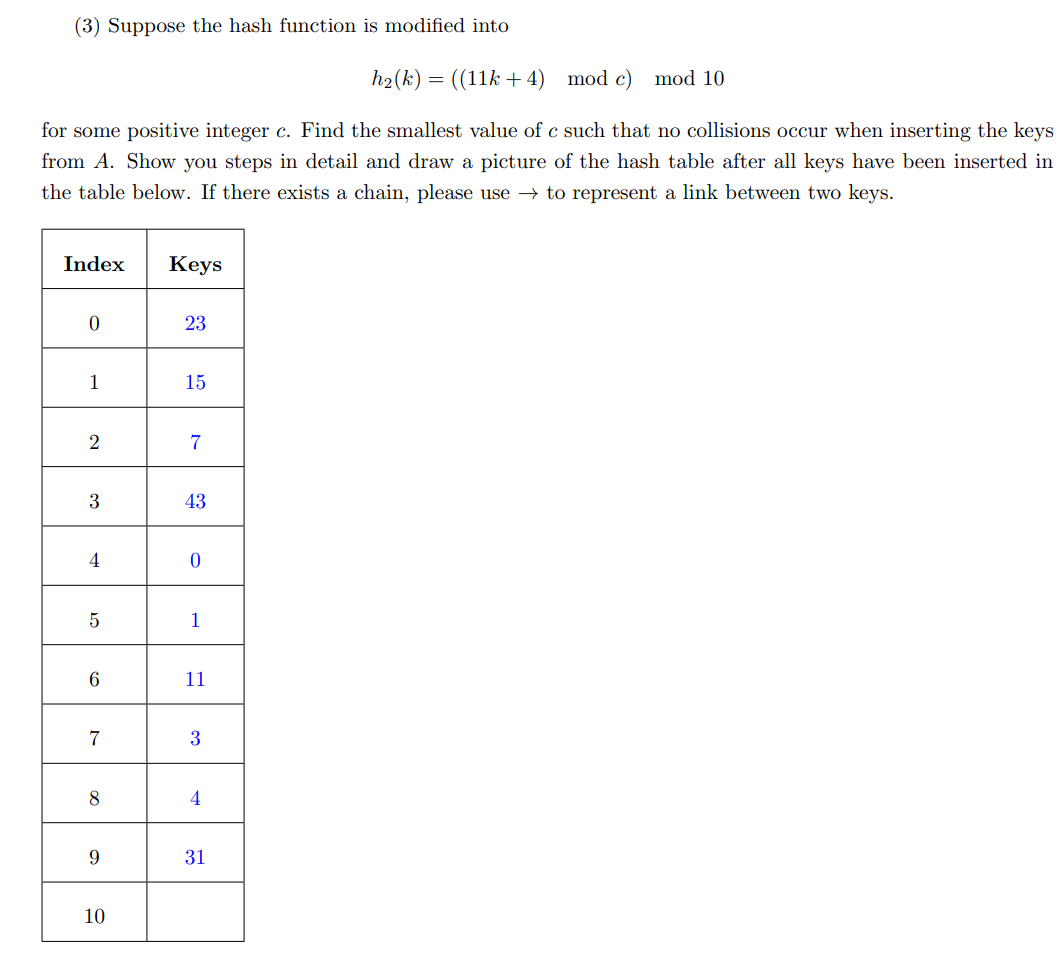 (3) Suppose the hash function is modified into
h₂(k) = ((11k + 4) mod c) mod 10
for some positive integer c. Find the smallest value of c such that no collisions occur when inserting the keys
from A. Show you steps in detail and draw a picture of the hash table after all keys have been inserted in
the table below. If there exists a chain, please use → to represent a link between two keys.
Index Keys
0 23
1 15
2 7
3 43
4 0
5 1
6 11
7 3
8 4
9 31
10